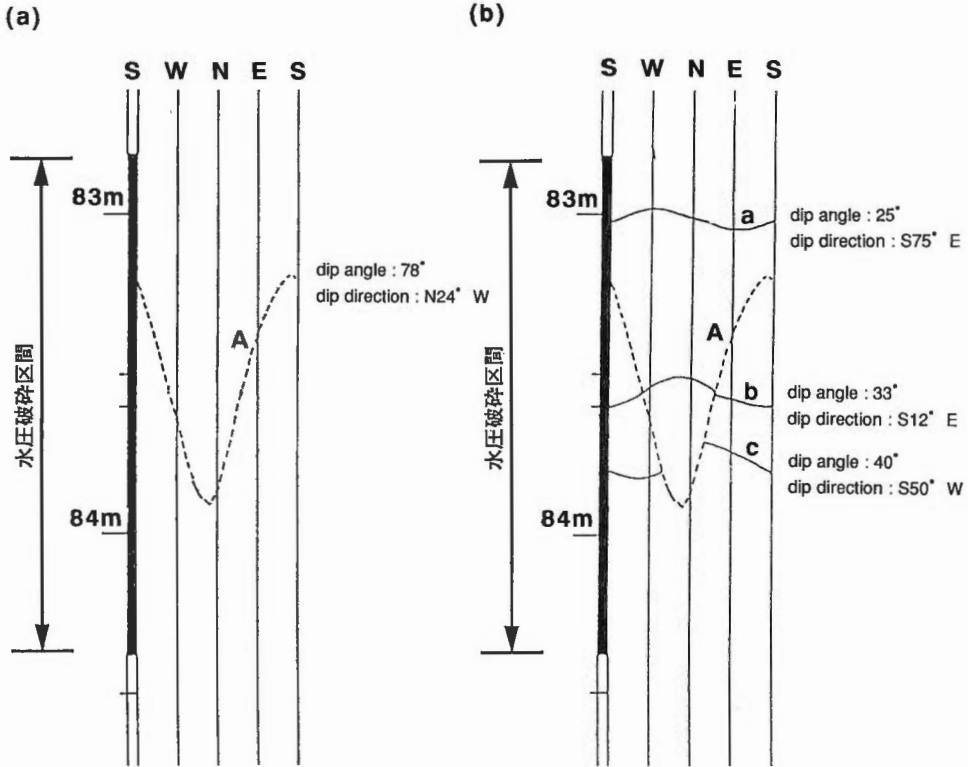 (a)
S W N E S
83m
dip angle : 78°
dip direction : N24° W
A
水圧破砕区間
84m
(b)
S W N E S
83m
a
dip angle : 25°
dip direction : S75° E
A
水圧破砕区間
b
dip angle : 33°
dip direction : S12° E
c
dip angle : 40°
dip direction : S50° W
84m